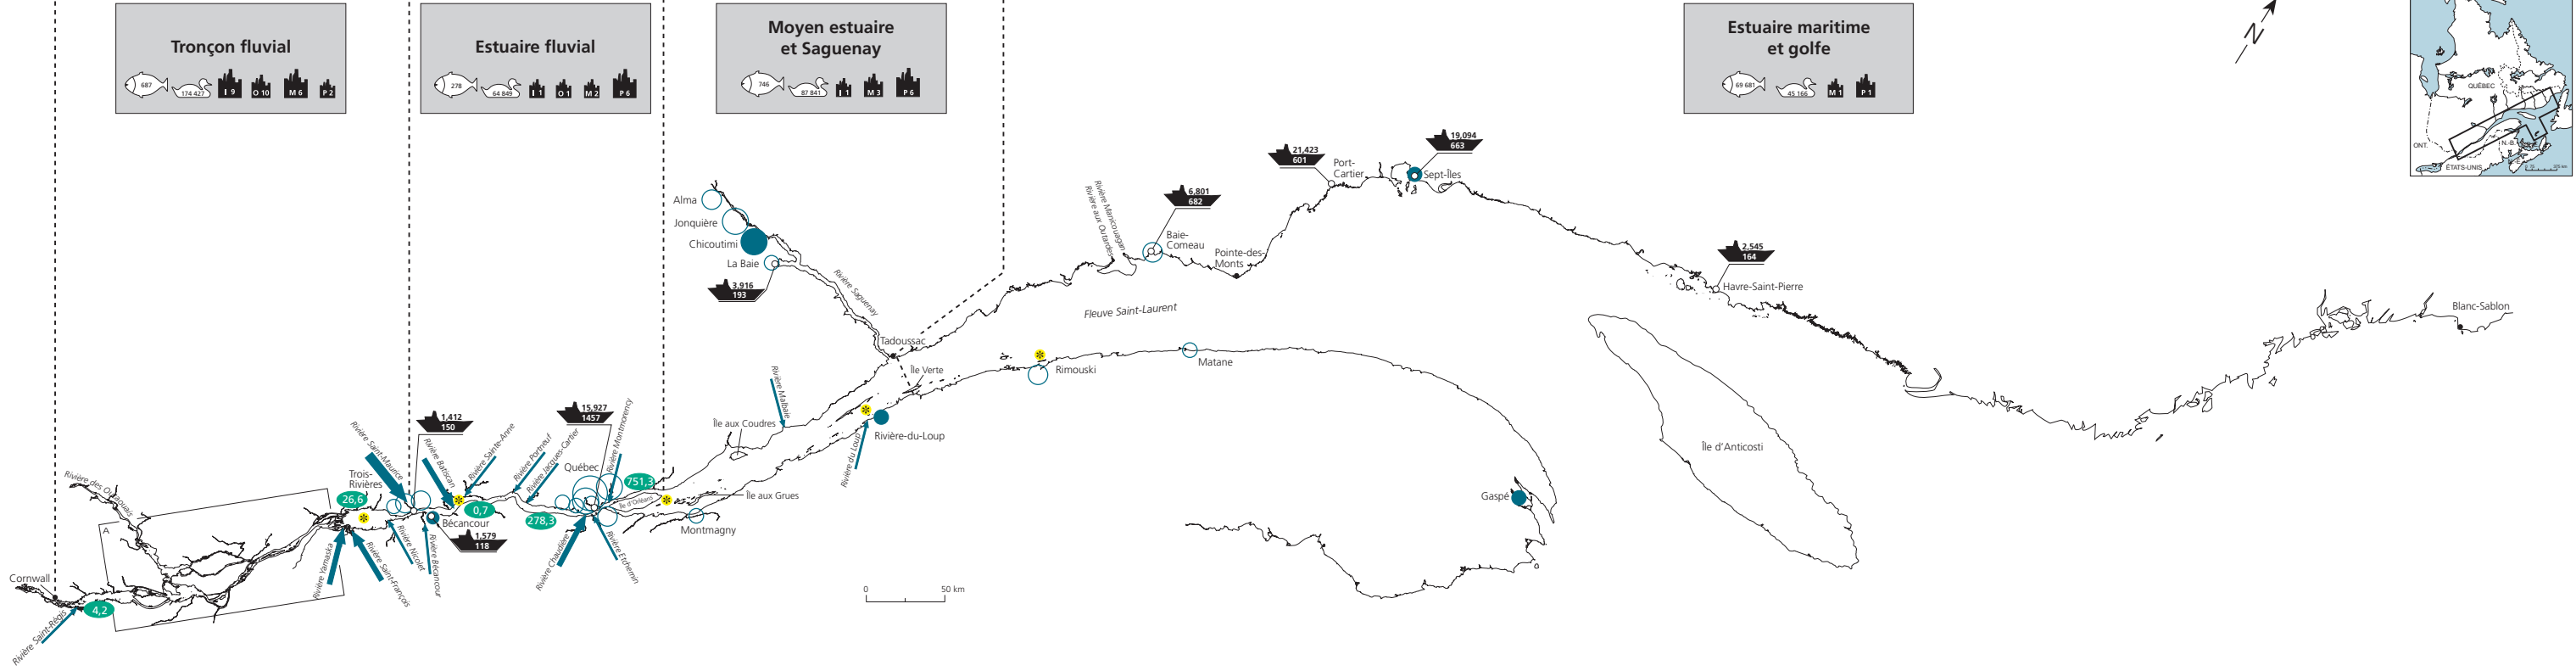 Tronçon fluvial
687
174 427
I 9
O 10
M 6
P 2
Estuaire fluvial
278
64 849
I 1
O 1
M 2
P 6
Moyen estuaire
et Saguenay
746
87 841
I 1
M 3
P 6
Estuaire maritime
et golfe
69 681
45 166
M 1
P 1
N
QUÉBEC
ONT.
N.-B.
ÉTATS-UNIS
19,094
663
Sept-Îles
21,423
601
Port-
Cartier
6,801
682
Baie-
Comeau
Rivière Manicouagan
Rivière aux Outardes
Pointe-des-
Monts
2,545
164
Havre-Saint-Pierre
Blanc-Sablon
Alma
Jonquière
Chicoutimi
La Baie
3,916
193
Rivière Saguenay
Fleuve Saint-Laurent
Tadoussac
Île Verte
Rimouski
Matane
Rivière Malbaie
Île aux Coudres
Rivière-du-Loup
Rivière du Loup
Île d'Anticosti
Gaspé
1,412
150
15,927
1457
Rivière Saint-Maurice
Rivière Batiscan
Rivière Sainte-Anne
Rivière Portneuf
Rivière Jacques-Cartier
Québec
Rivière Montmorency
Trois-
Rivières
26,6
751,3
Île d'Orléans
Île aux Grues
Rivière des Outaouais
A
0,7
278,3
Bécancour
1,579
118
Montmagny
Rivière Yamaska
Rivière Saint-François
Rivière Nicolet
Rivière Bécancour
Rivière Chaudière
Rivière Etchemin
Cornwall
4,2
Rivière Saint-Régis
0
50 km